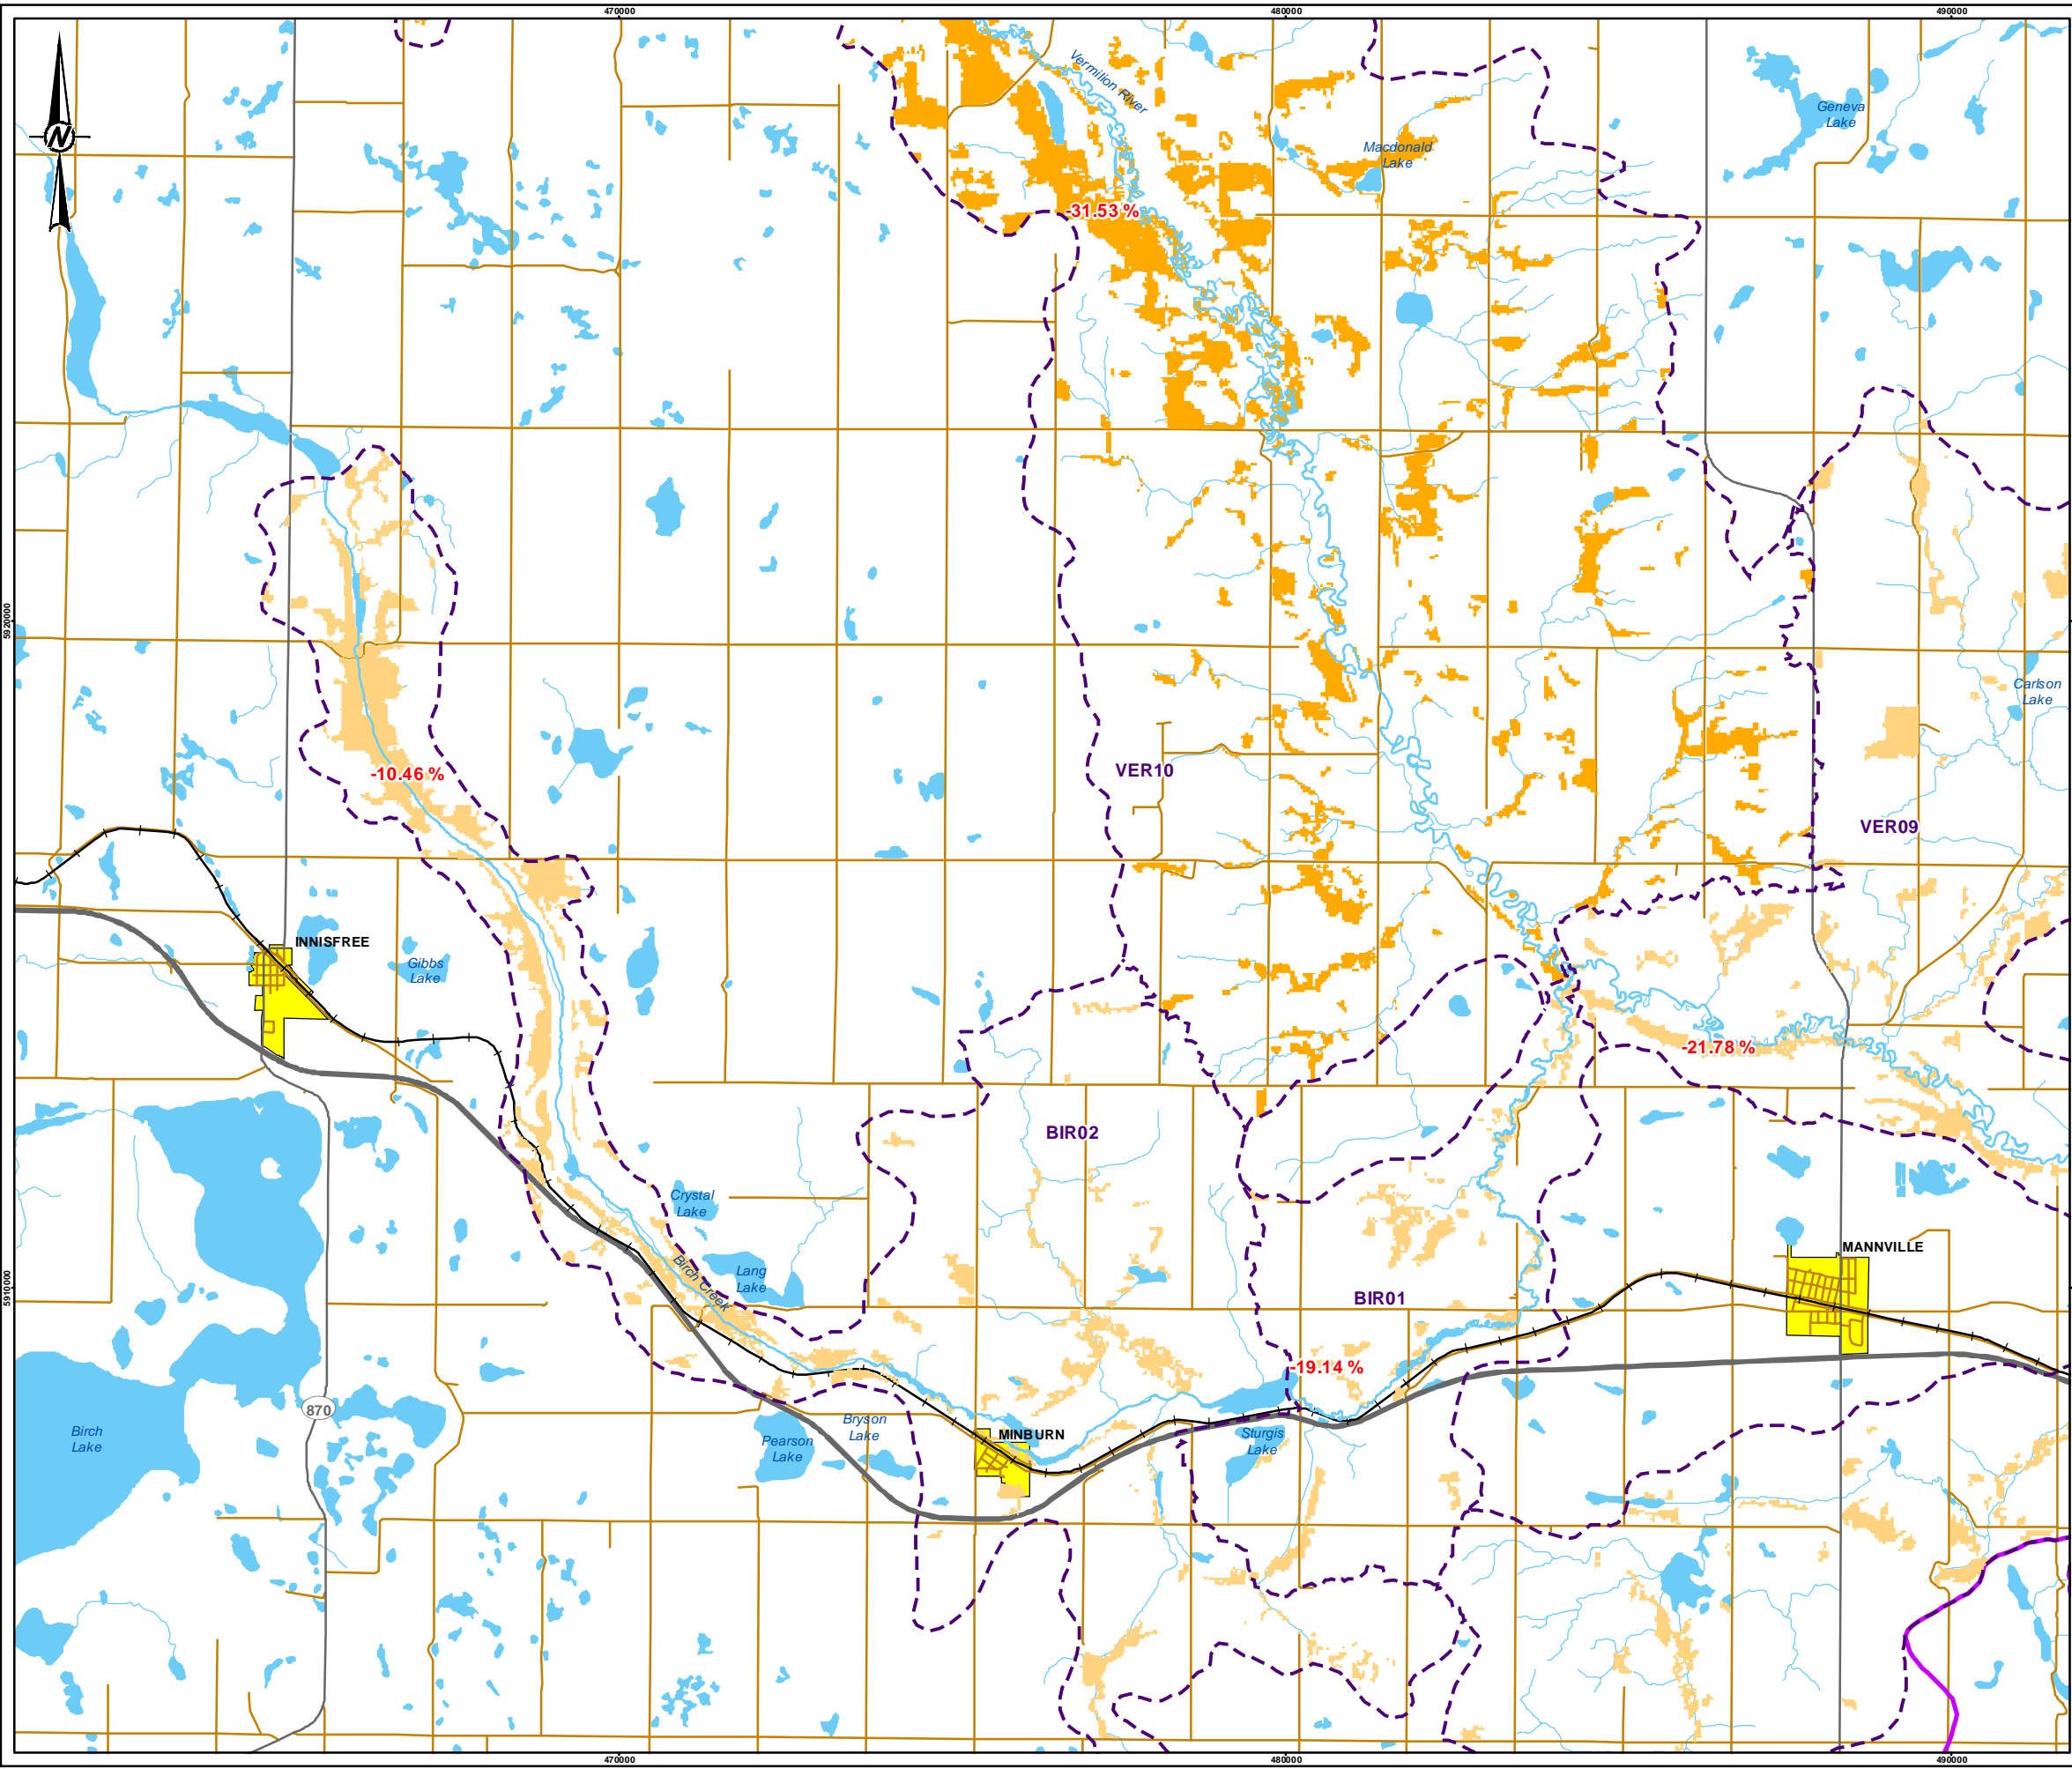 470000
480000
490000
Vermilion River
Geneva
Lake
N
Macdonald
Lake
-31.53 %
5920000
Carlson
Lake
VER10
-10.46 %
VER09
INNISFREE
Gibbs
Lake
-21.78 %
BIR02
Crystal
Lake
MANNVILLE
Lang
Lake
Birch Creek
5910000
BIR01
-19.14 %
870
Birch
Lake
Bryson
Lake
Pearson
Lake
MINBURN
Sturgis
Lake
470000
480000
490000